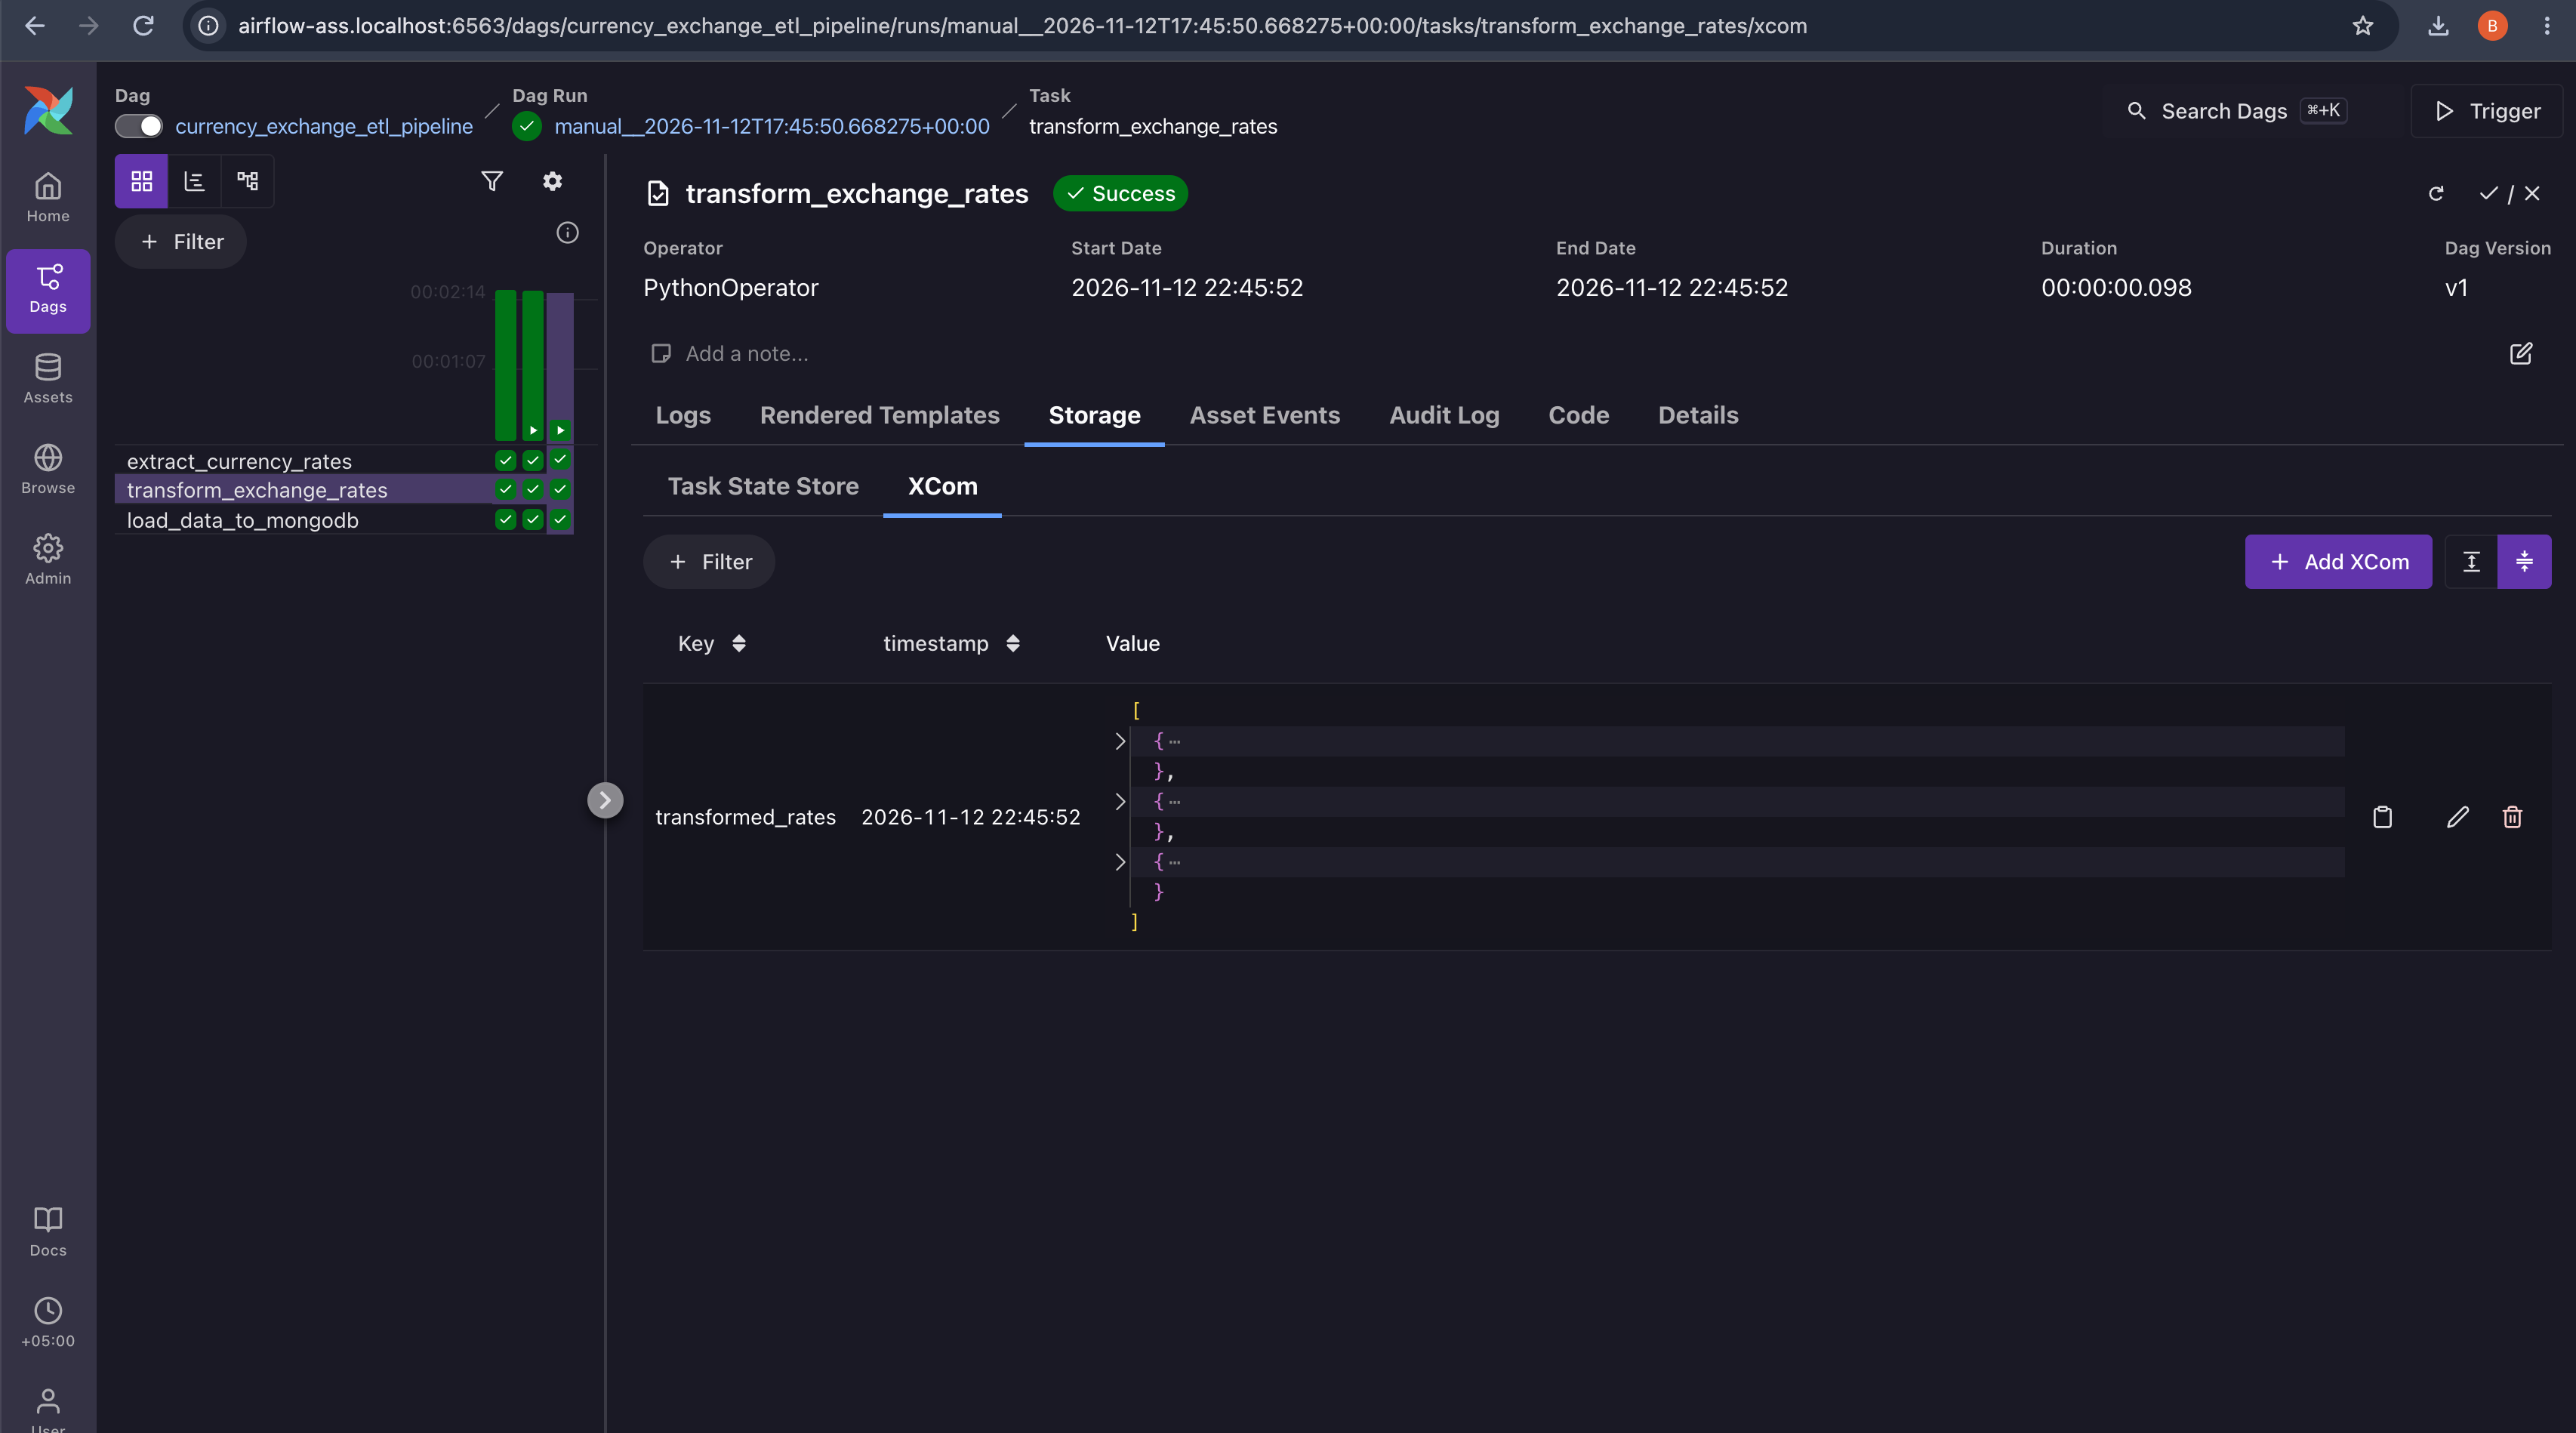 airflow-ass.localhost:6563/dags/currency_exchange_etl_pipeline/runs/manual__2026-11-12T17:45:50.668275+00:00/tasks/transform_exchange_rates/xcom
B
Dag
currency_exchange_etl_pipeline
Dag Run
manual__2026-11-12T17:45:50.668275+00:00
Task
transform_exchange_rates
Search Dags ⌘+K
Trigger
Home
Dags
Assets
Browse
Admin
Docs
+05:00
User
Filter
00:02:14
00:01:07
extract_currency_rates
transform_exchange_rates
load_data_to_mongodb
transform_exchange_rates
Success
Operator
PythonOperator
Start Date
2026-11-12 22:45:52
End Date
2026-11-12 22:45:52
Duration
00:00:00.098
Dag Version
v1
Add a note...
Logs Rendered Templates Storage Asset Events Audit Log Code Details
Task State Store XCom
Filter
Add XCom
Key timestamp Value
transformed_rates 2026-11-12 22:45:52
[
{…
},
{…
},
{…
}
]